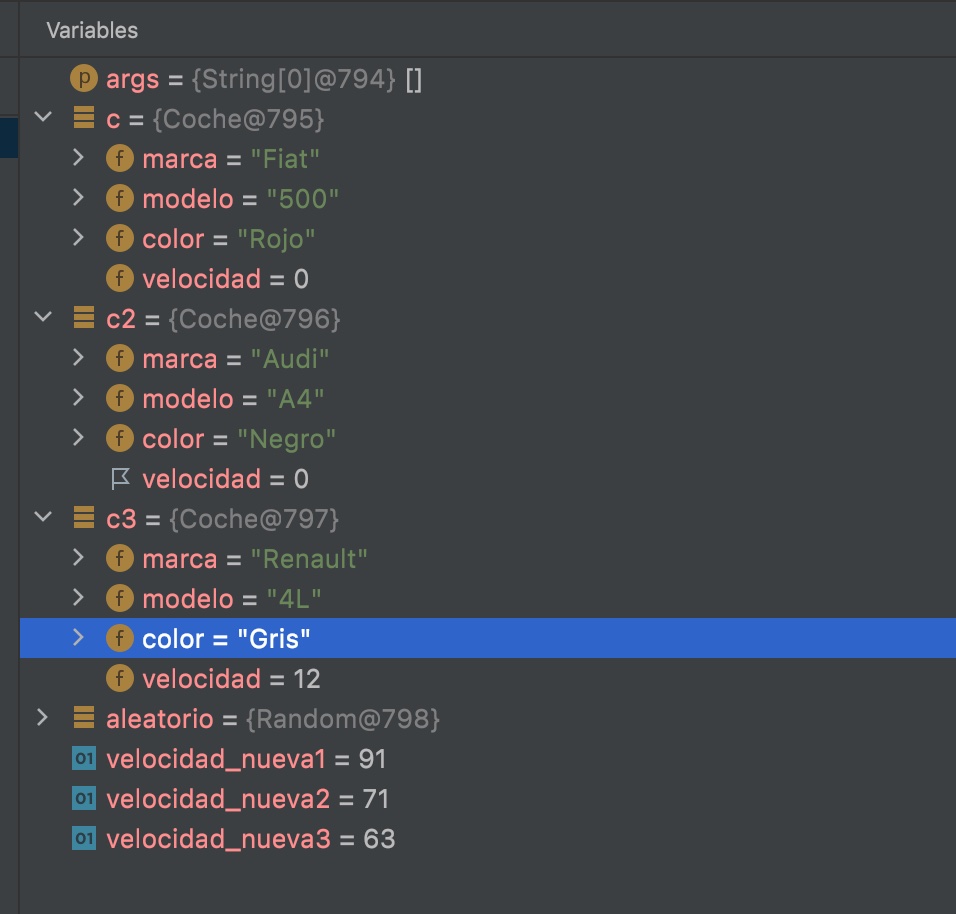 Variables
p args = {String[0]@794} []
c = {Coche@795}
f marca = "Fiat"
f modelo = "500"
f color = "Rojo"
f velocidad = 0
c2 = {Coche@796}
f marca = "Audi"
f modelo = "A4"
f color = "Negro"
velocidad = 0
c3 = {Coche@797}
f marca = "Renault"
f modelo = "4L"
f color = "Gris"
f velocidad = 12
aleatorio = {Random@798}
01 velocidad_nueva1 = 91
01 velocidad_nueva2 = 71
01 velocidad_nueva3 = 63